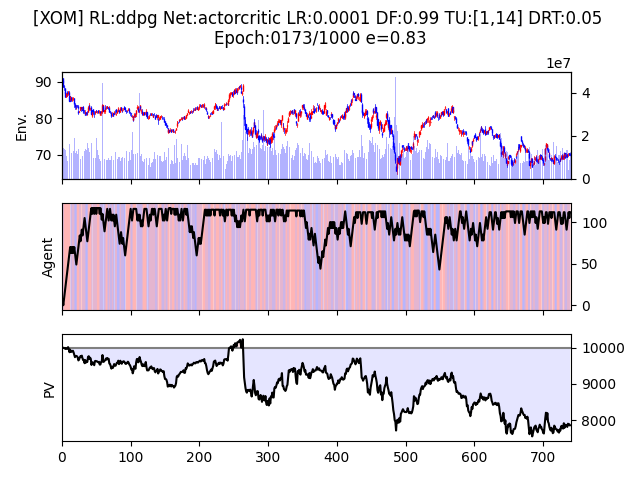 [XOM] RL:ddpg Net:actorcritic LR:0.0001 DF:0.99 TU:[1,14] DRT:0.05
Epoch:0173/1000 e=0.83
1e7
90
80
70
Env.
4
2
0
Agent
100
50
0
PV
10000
9000
8000
0 100 200 300 400 500 600 700